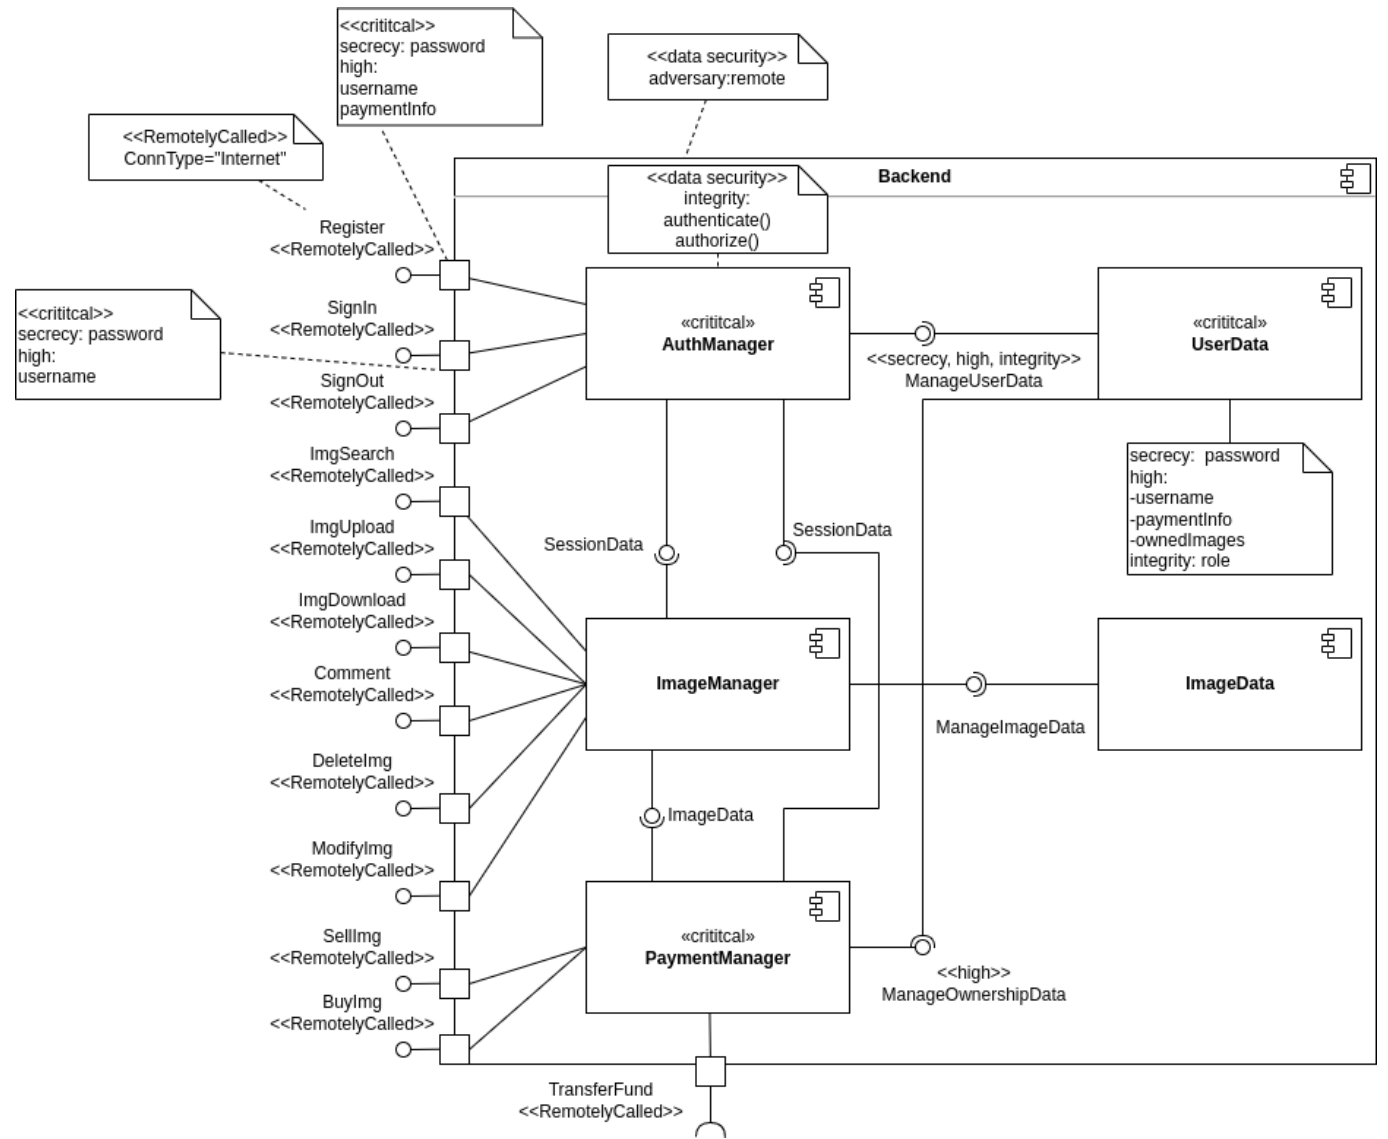 <<crititcal>>
secrecy: password
high:
username
paymentInfo
<<data security>>
adversary:remote
<<RemotelyCalled>>
ConnType="Internet"
Backend
<<data security>>
integrity:
authenticate()
authorize()
Register
<<RemotelyCalled>>
<<crititcal>>
secrecy: password
high:
username
SignIn
<<RemotelyCalled>>
SignOut
<<RemotelyCalled>>
«crititcal»
AuthManager
<<secrecy, high, integrity>>
ManageUserData
«crititcal»
UserData
secrecy:  password
high:
-username
-paymentInfo
-ownedImages
integrity: role
ImgSearch
<<RemotelyCalled>>
ImgUpload
<<RemotelyCalled>>
SessionData
SessionData
ImgDownload
<<RemotelyCalled>>
Comment
<<RemotelyCalled>>
ImageManager
ManageImageData
ImageData
DeleteImg
<<RemotelyCalled>>
ImageData
ModifyImg
<<RemotelyCalled>>
SellImg
<<RemotelyCalled>>
BuyImg
<<RemotelyCalled>>
«crititcal»
PaymentManager
<<high>>
ManageOwnershipData
TransferFund
<<RemotelyCalled>>